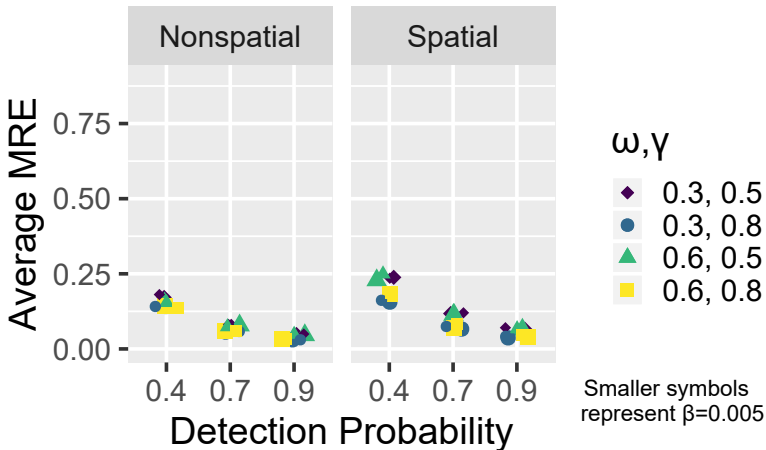 Nonspatial Spatial
Average MRE
0.75
0.50
0.25
0.00
0.4 0.7 0.9 0.4 0.7 0.9
Detection Probability
ω,γ
0.3, 0.5
0.3, 0.8
0.6, 0.5
0.6, 0.8
Smaller symbols
represent β=0.005